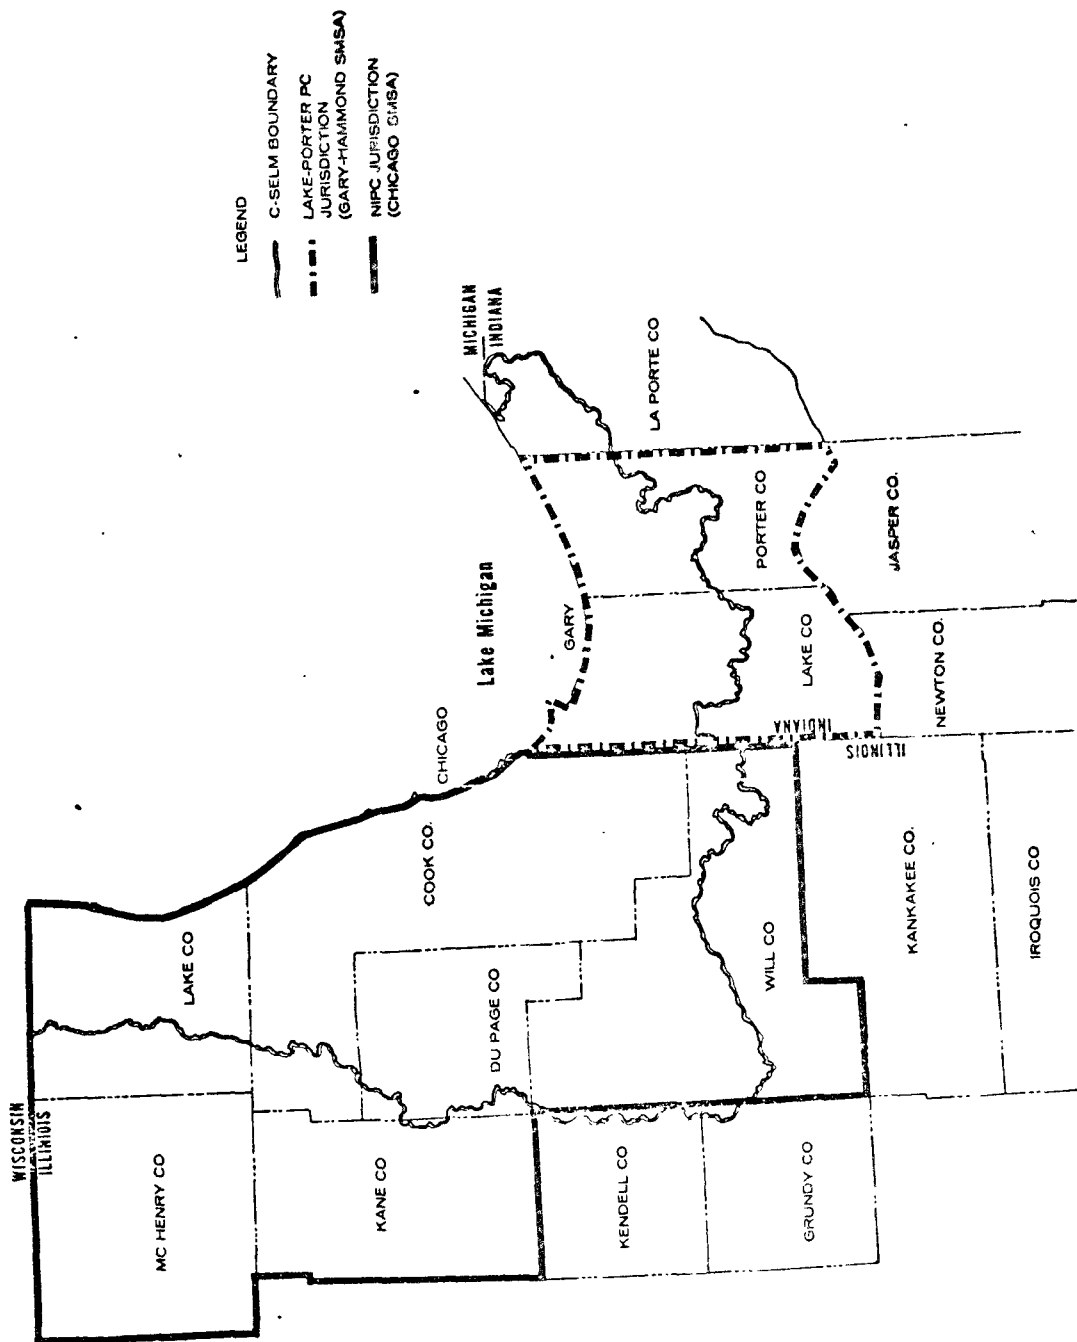 LEGEND
C-SELM BOUNDARY
LAKE-PORTER PC
JURISDICTION
(GARY-HAMMOND SMSA)
NIPC JURISDICTION
(CHICAGO SMSA)
WISCONSIN
ILLINOIS
MC HENRY CO
LAKE CO
KANE CO
DU PAGE CO
COOK CO.
CHICAGO
Lake Michigan
MICHIGAN
INDIANA
GARY
KENDELL CO
GRUNDY CO
WILL CO
LAKE CO
PORTER CO
LA PORTE CO
INDIANA
ILLINOIS
KANKAKEE CO.
IROQUOIS CO
NEWTON CO.
JASPER CO.